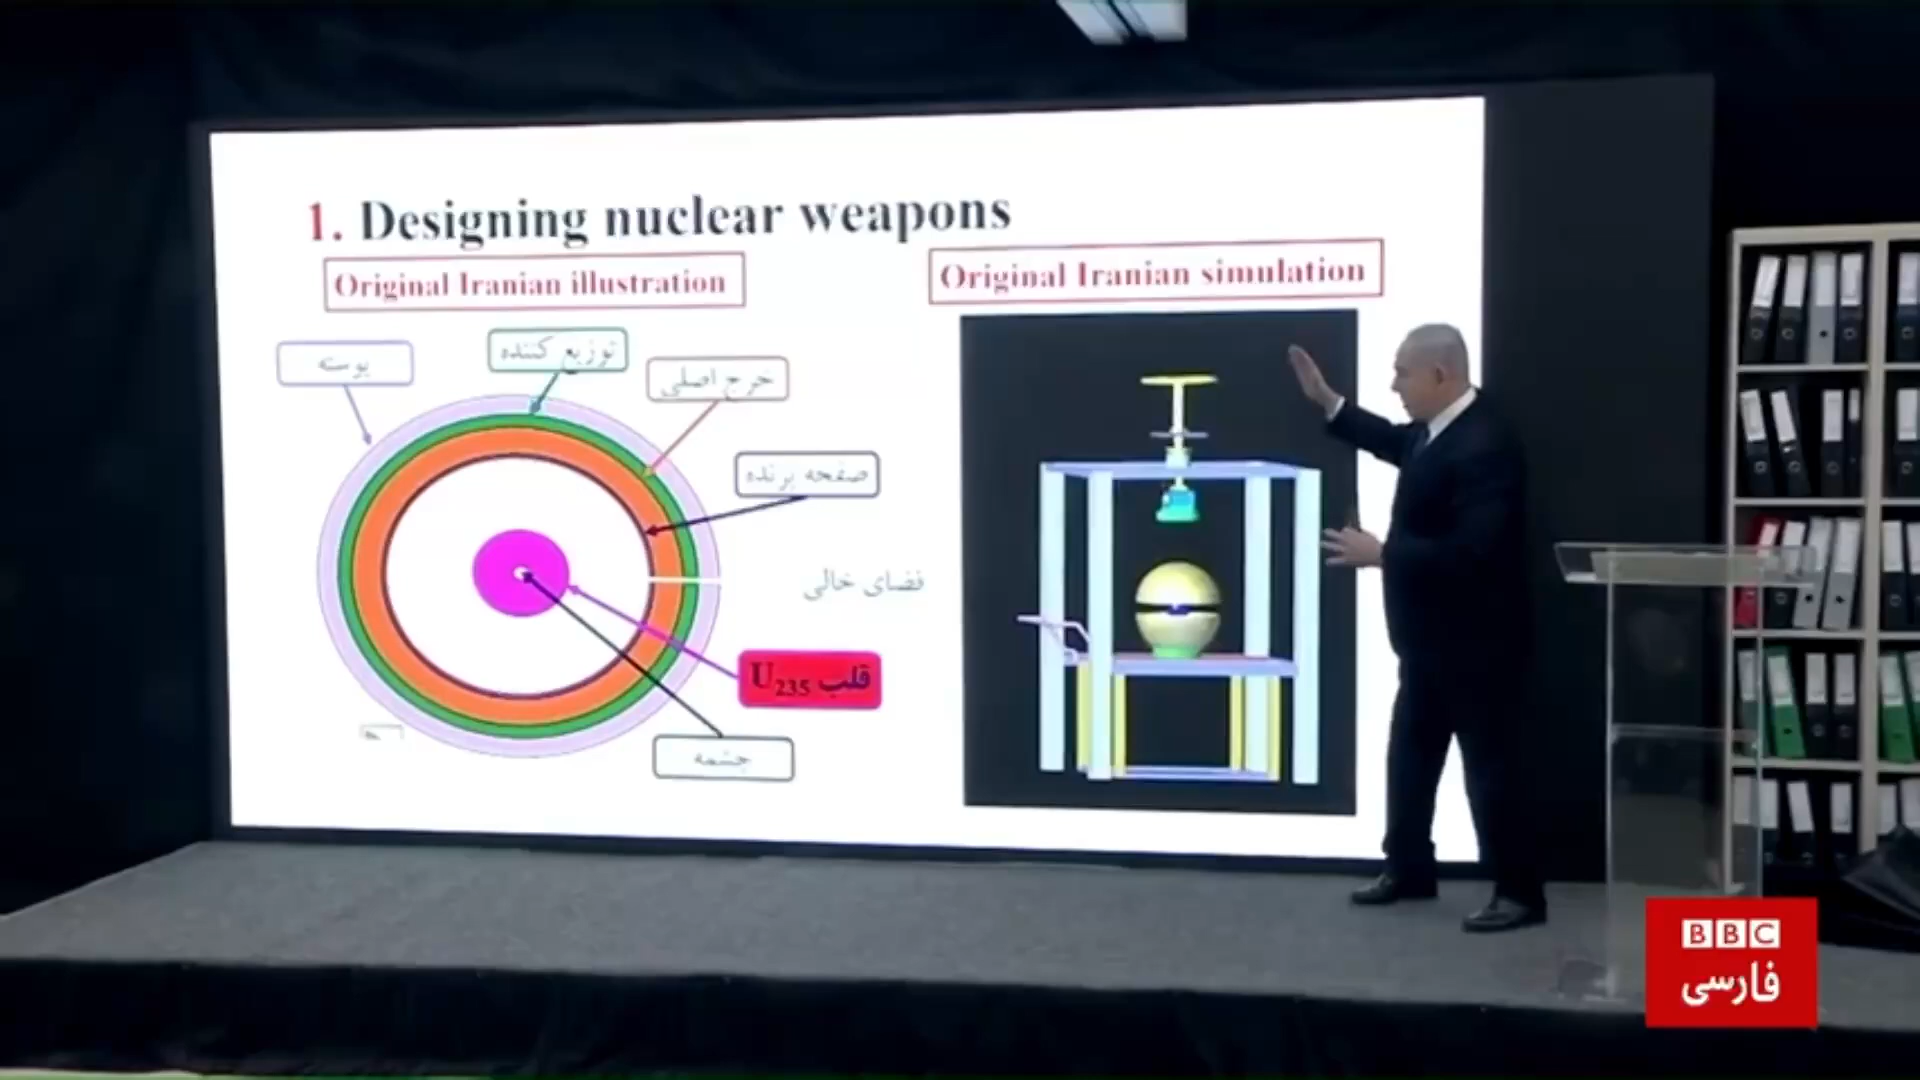 1. Designing nuclear weapons
Original Iranian illustration
Original Iranian simulation
پوسته
توزیع کننده
خرج اصلی
صفحه پرنده
فضای خالی
قلب U235
چشمه
BBC
فارسی